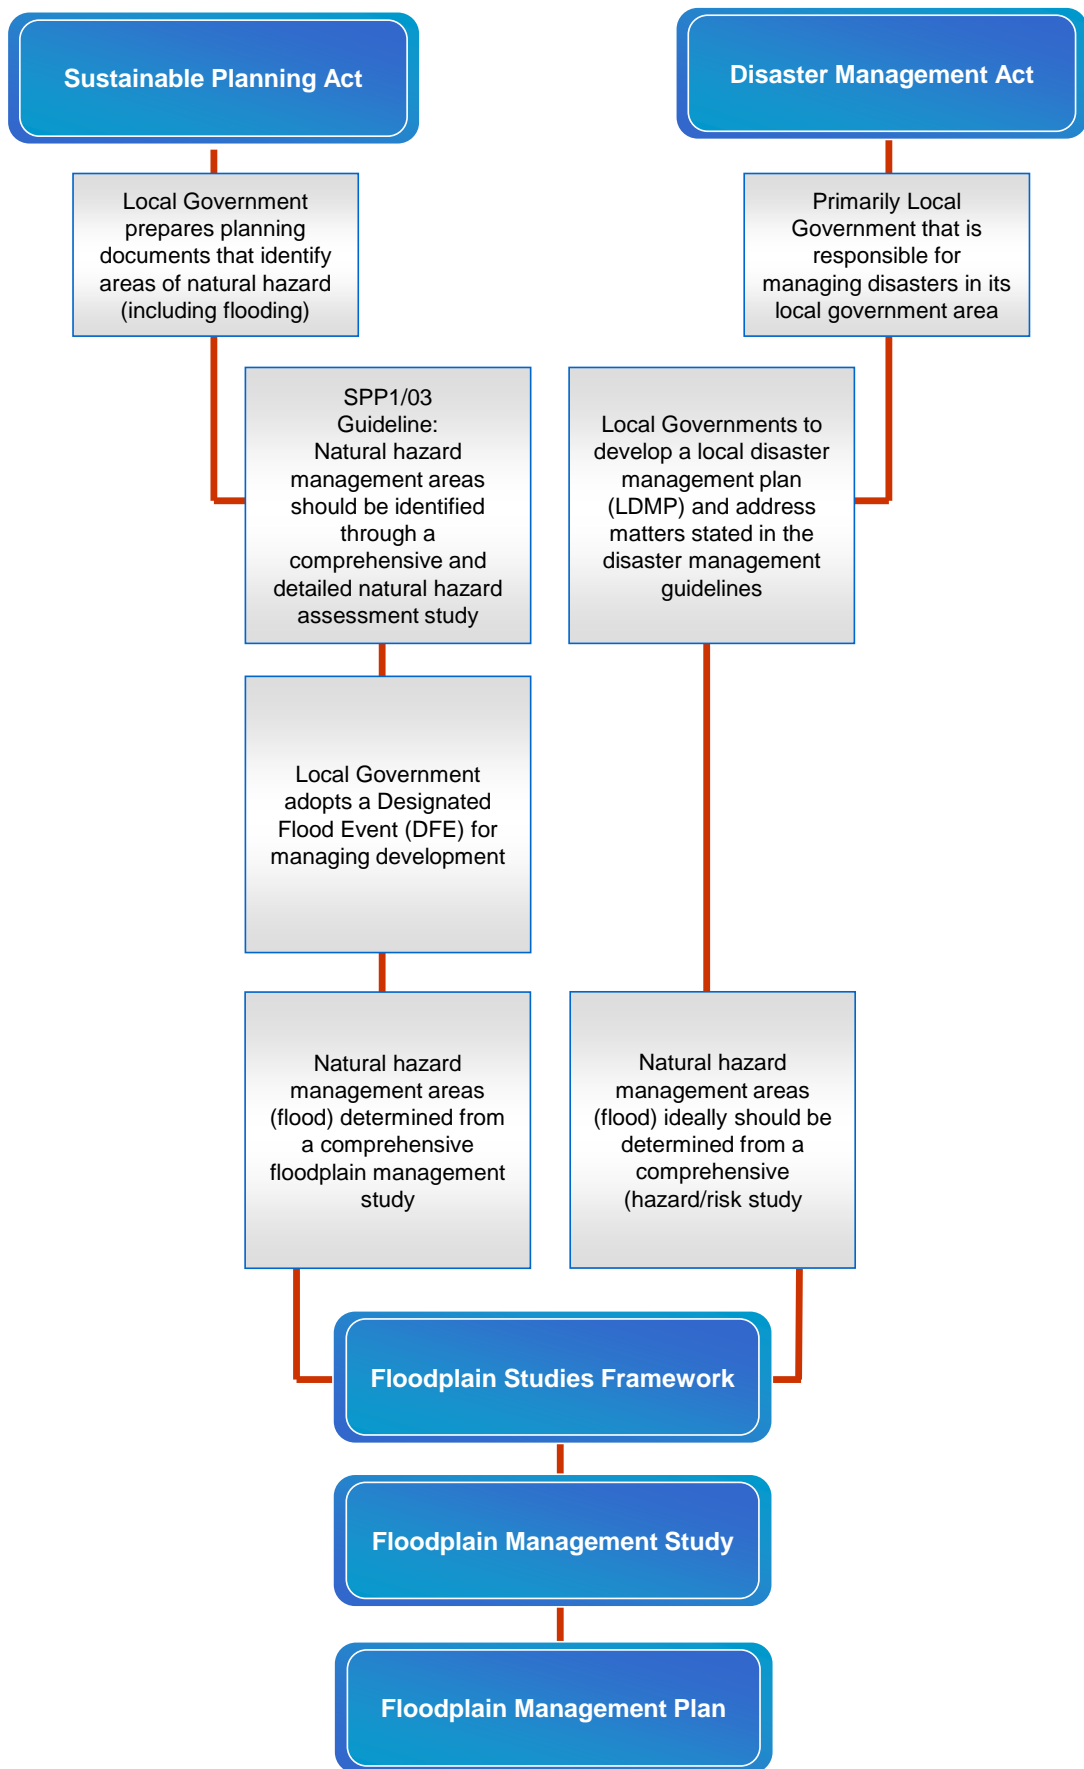 Sustainable Planning Act
Disaster Management Act
Local Government
prepares planning
documents that identify
areas of natural hazard
(including flooding)
Primarily Local
Government that is
responsible for
managing disasters in its
local government area
SPP1/03
Guideline:
Natural hazard
management areas
should be identified
through a
comprehensive and
detailed natural hazard
assessment study
Local Governments to
develop a local disaster
management plan
(LDMP) and address
matters stated in the
disaster management
guidelines
Local Government
adopts a Designated
Flood Event (DFE) for
managing development
Natural hazard
management areas
(flood) determined from
a comprehensive
floodplain management
study
Natural hazard
management areas
(flood) ideally should be
determined from a
comprehensive
(hazard/risk study
Floodplain Studies Framework
Floodplain Management Study
Floodplain Management Plan